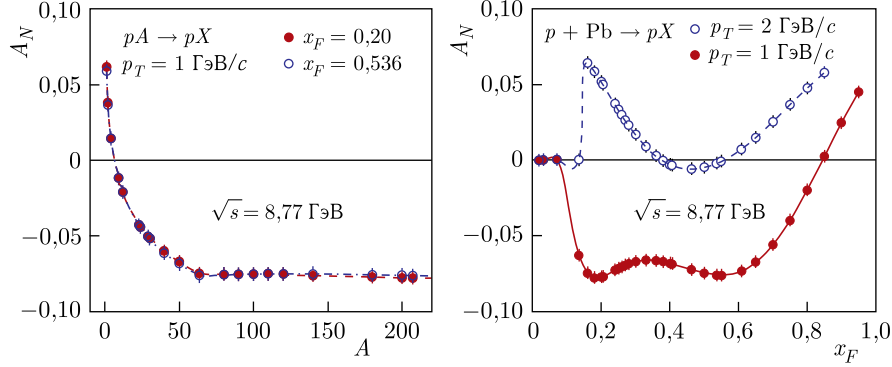 0,10
0,05
0
−0,05
−0,10
A_N
pA → pX
p_T = 1 ГэВ/c
x_F = 0,20
x_F = 0,536
√s = 8,77 ГэВ
0 50 100 150 200
A
0,10
0,05
0
−0,05
−0,10
A_N
p + Pb → pX
p_T = 2 ГэВ/c
p_T = 1 ГэВ/c
√s = 8,77 ГэВ
0 0,2 0,4 0,6 0,8 1,0
x_F